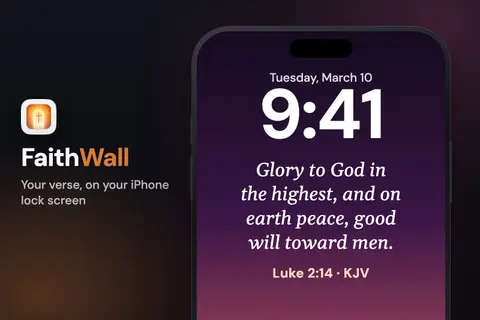 FaithWall
Your verse, on your iPhone
lock screen
Tuesday, March 10
9:41
Glory to God in
the highest, and on
earth peace, good
will toward men.
Luke 2:14 · KJV